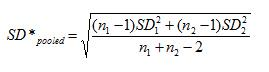 SD*pooled = √(((n₁ −1)SD₁² + (n₂ −1)SD₂²) / (n₁ + n₂ − 2))